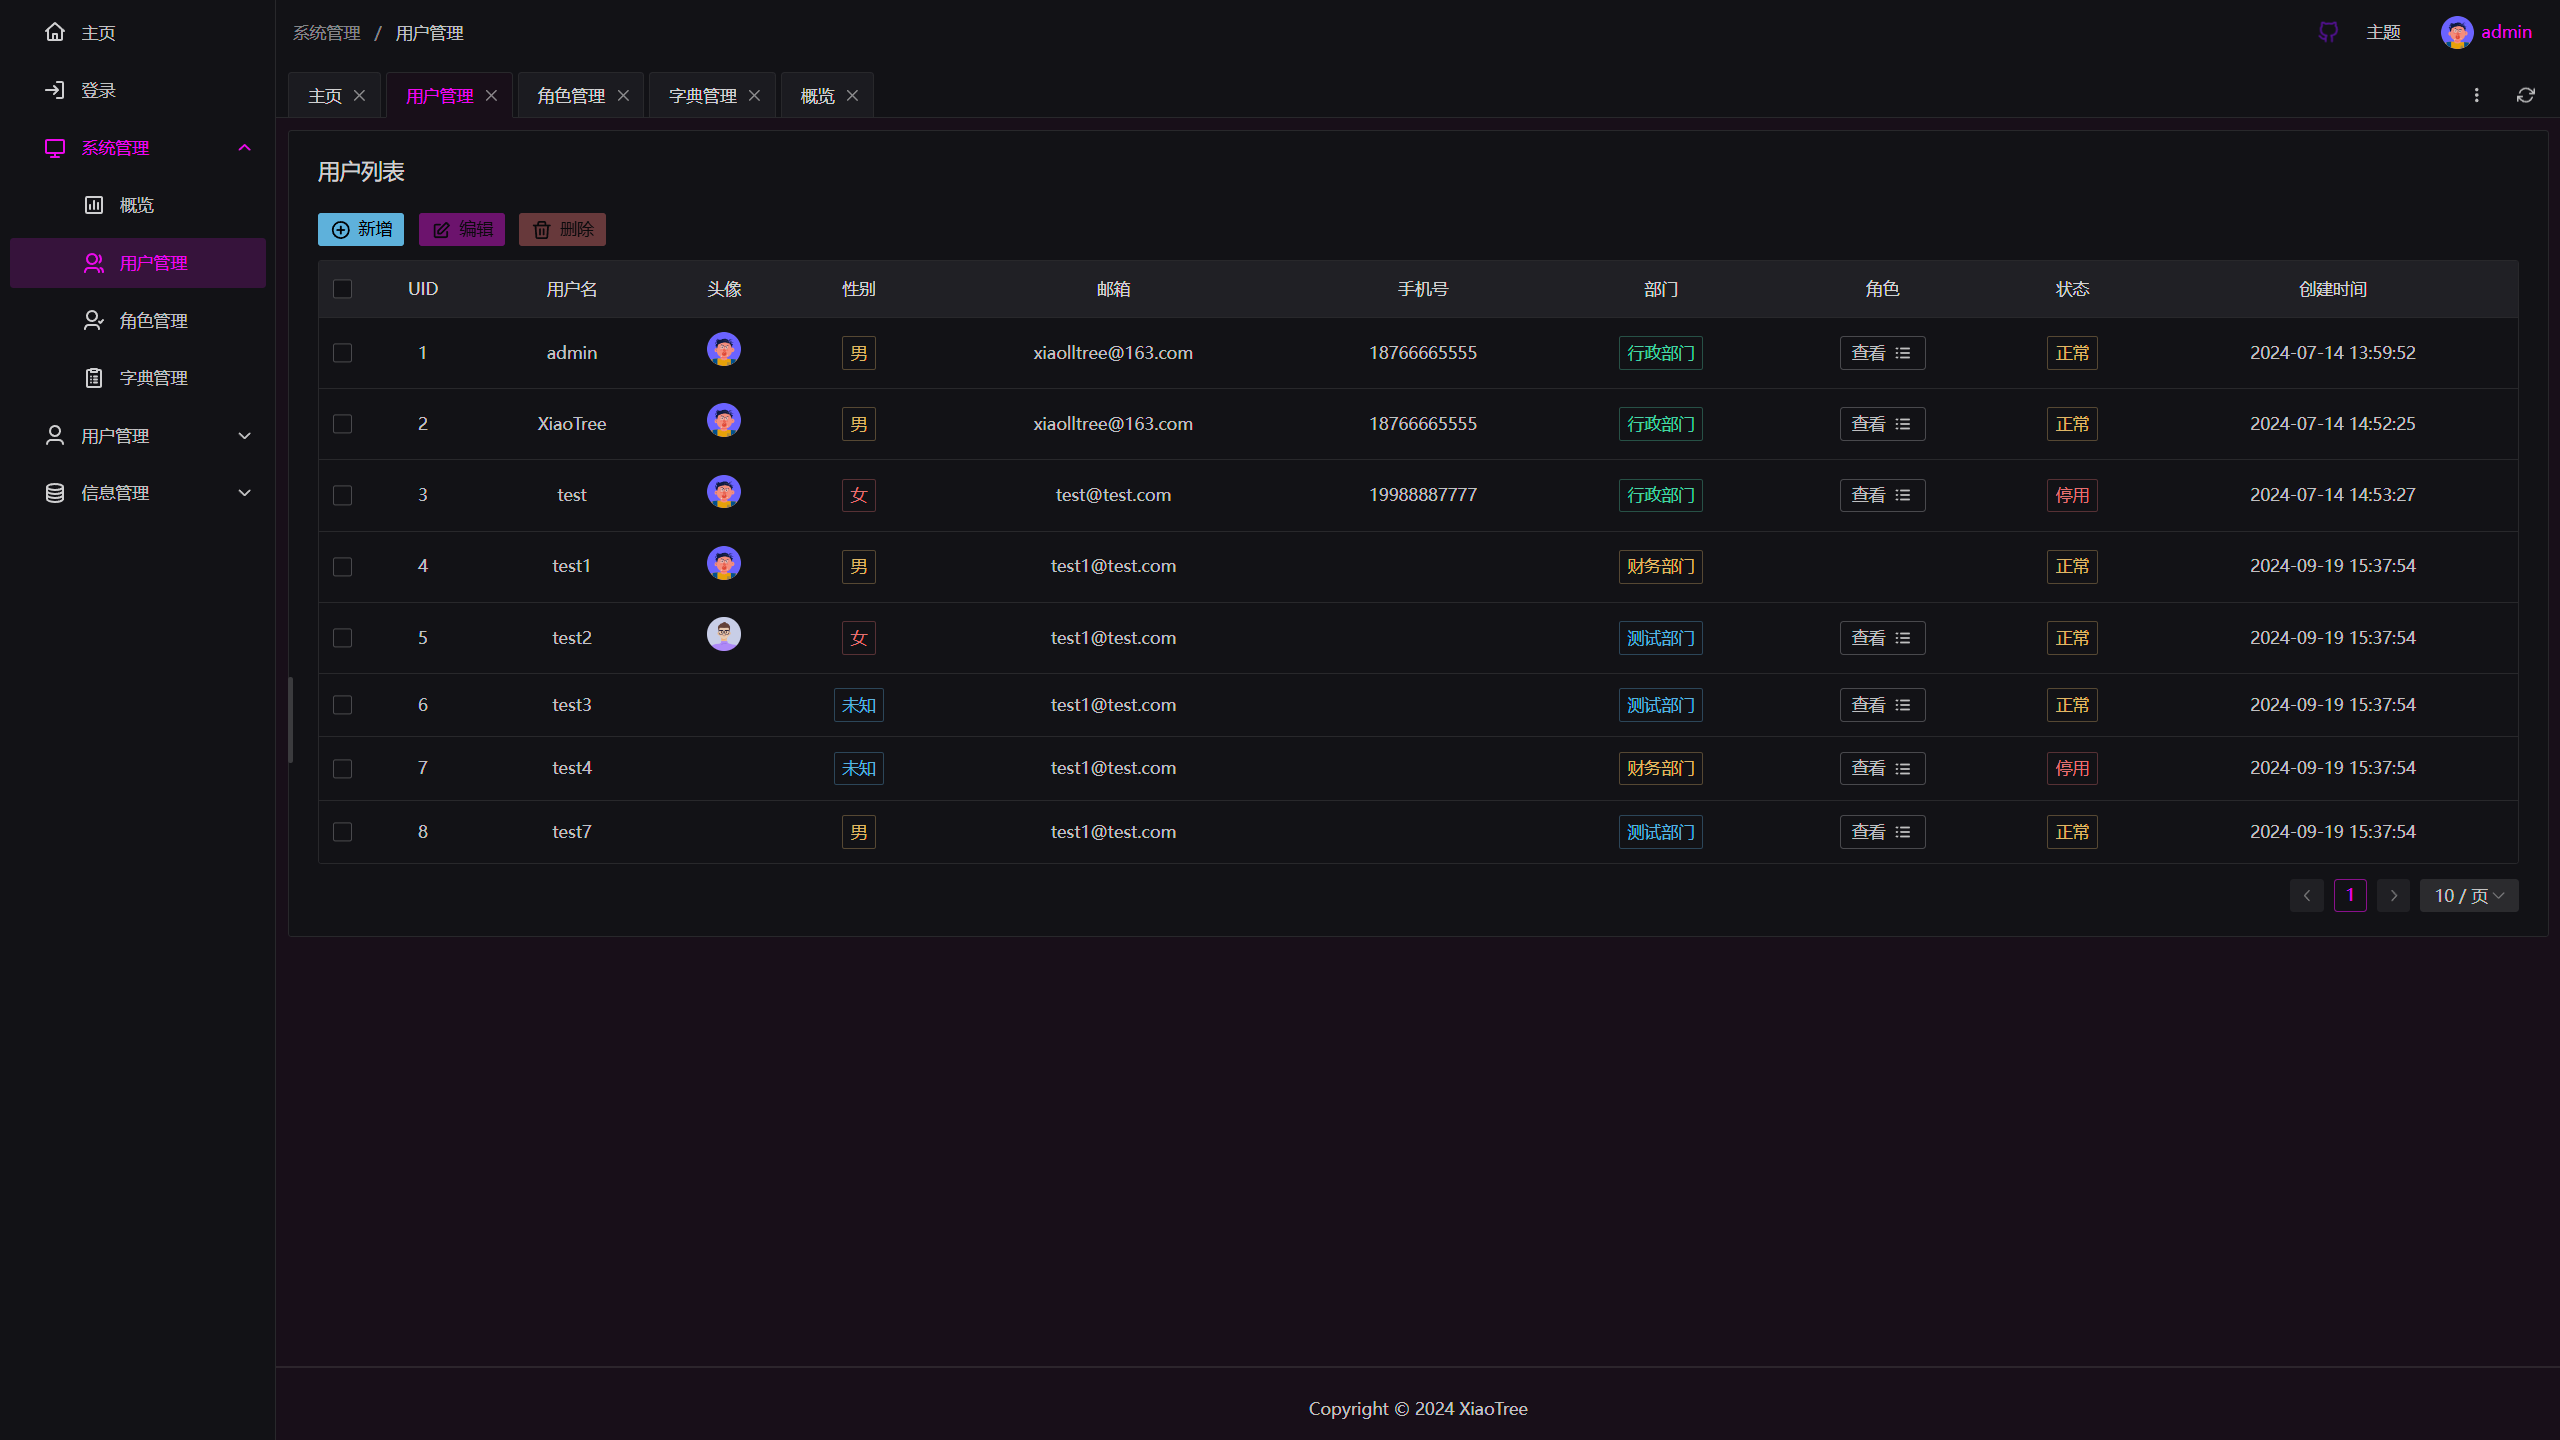 主页
登录
系统管理
概览
用户管理
角色管理
字典管理
用户管理
信息管理
系统管理 / 用户管理
主题 admin
主页 用户管理 角色管理 字典管理 概览
用户列表
新增 编辑 删除
UID 用户名 头像 性别 邮箱 手机号 部门 角色 状态 创建时间
1 admin 男 xiaolltree@163.com 18766665555 行政部门 查看 正常 2024-07-14 13:59:52
2 XiaoTree 男 xiaolltree@163.com 18766665555 行政部门 查看 正常 2024-07-14 14:52:25
3 test 女 test@test.com 19988887777 行政部门 查看 停用 2024-07-14 14:53:27
4 test1 男 test1@test.com 财务部门 正常 2024-09-19 15:37:54
5 test2 女 test1@test.com 测试部门 查看 正常 2024-09-19 15:37:54
6 test3 未知 test1@test.com 测试部门 查看 正常 2024-09-19 15:37:54
7 test4 未知 test1@test.com 财务部门 查看 停用 2024-09-19 15:37:54
8 test7 男 test1@test.com 测试部门 查看 正常 2024-09-19 15:37:54
1 10 / 页
Copyright © 2024 XiaoTree